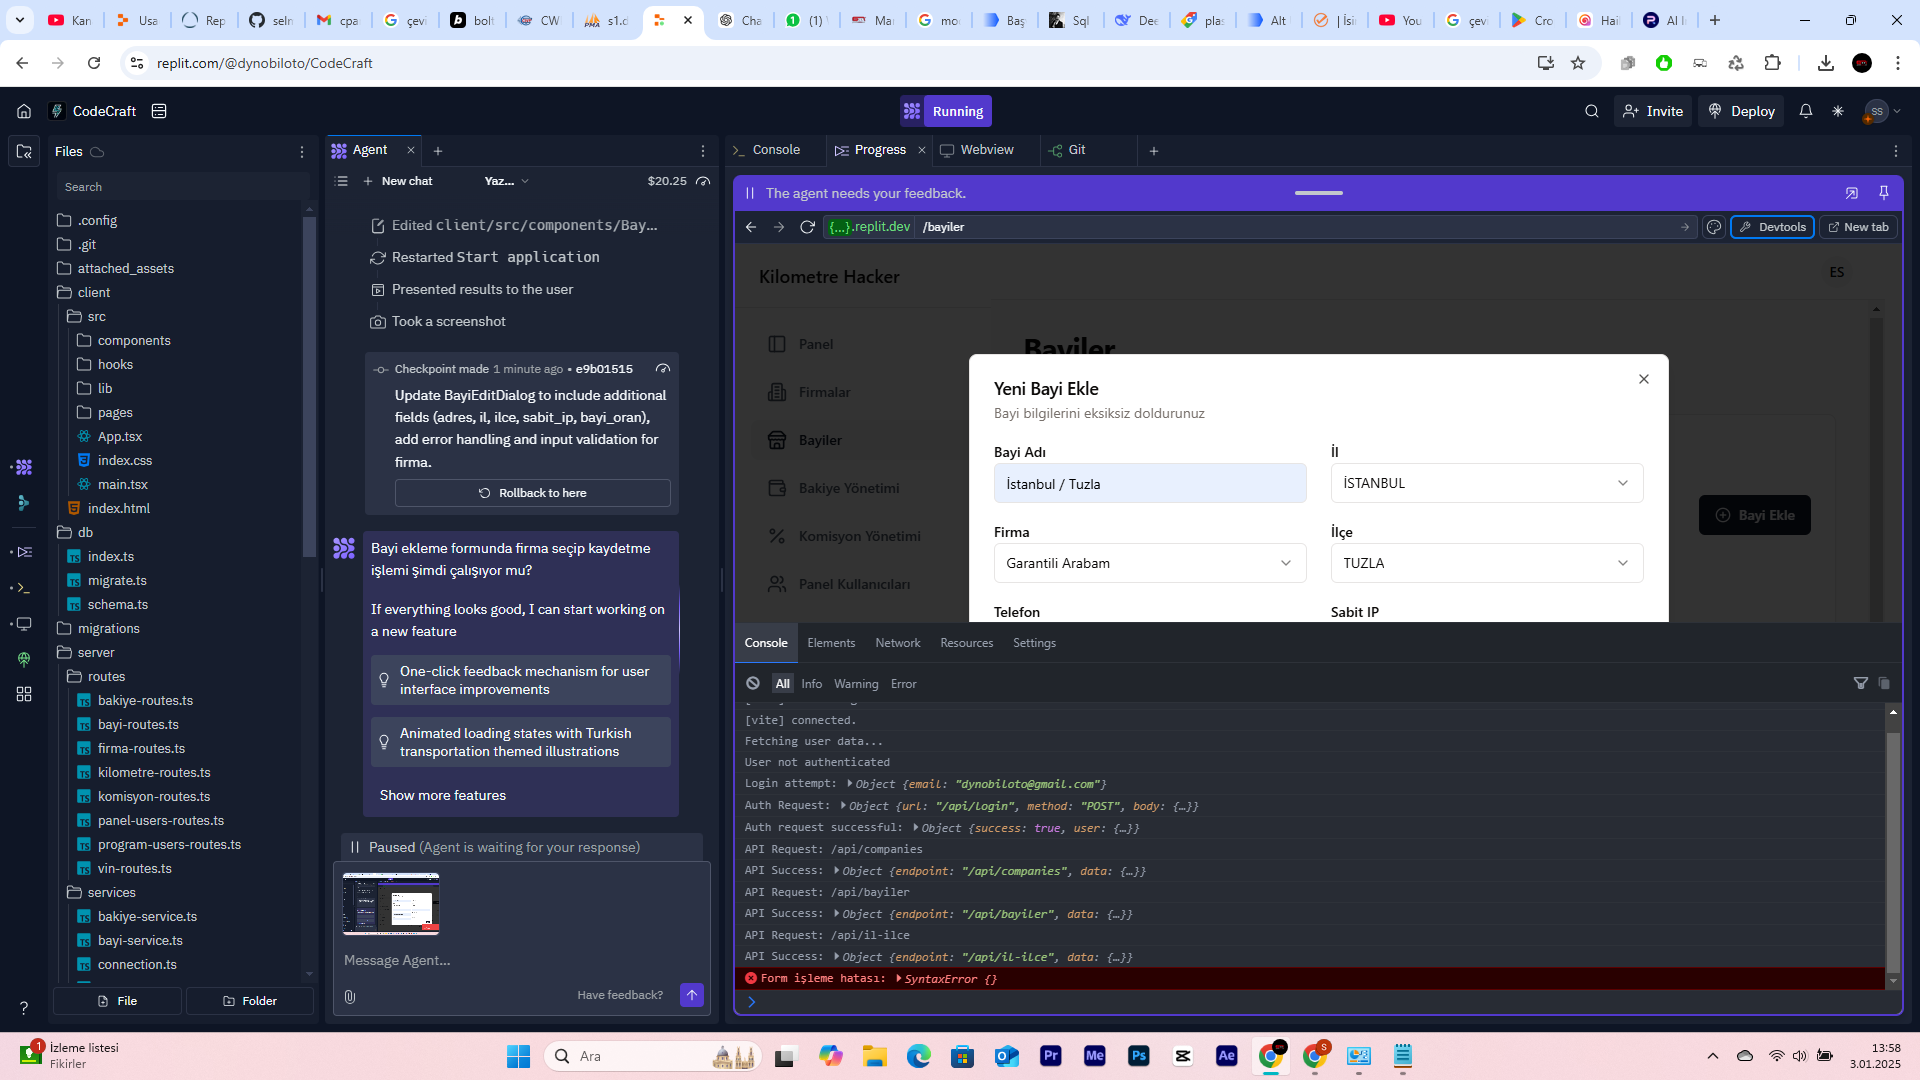 Kan
Usa
Rep
seln
cpa
çevi
bolt
CW
s1.d
Cha
(1)
Mar
moo
Baş
Sql
Dee
plas
Alt
| İsi
You
çevi
Cro
Hail
AI I
replit.com/@dynobiloto/CodeCraft
CodeCraft
Running
Invite
Deploy
SS
Files
Search
.config
.git
attached_assets
client
src
components
hooks
lib
pages
App.tsx
index.css
main.tsx
index.html
db
index.ts
migrate.ts
schema.ts
migrations
server
routes
bakiye-routes.ts
bayi-routes.ts
firma-routes.ts
kilometre-routes.ts
komisyon-routes.ts
panel-users-routes.ts
program-users-routes.ts
vin-routes.ts
services
bakiye-service.ts
bayi-service.ts
connection.ts
File
Folder
Agent
New chat
Yaz...
$20.25
Edited client/src/components/Bay...
Restarted Start application
Presented results to the user
Took a screenshot
Checkpoint made 1 minute ago • e9b01515
Update BayiEditDialog to include additional
fields (adres, il, ilce, sabit_ip, bayi_oran),
add error handling and input validation for
firma.
Rollback to here
Bayi ekleme formunda firma seçip kaydetme
işlemi şimdi çalışıyor mu?
If everything looks good, I can start working on
a new feature
One-click feedback mechanism for user
interface improvements
Animated loading states with Turkish
transportation themed illustrations
Show more features
Paused (Agent is waiting for your response)
Message Agent...
Have feedback?
Console
Progress
Webview
Git
The agent needs your feedback.
{...}.replit.dev
/bayiler
Devtools
New tab
Kilometre Hacker
ES
Panel
Firmalar
Bayiler
Bakiye Yönetimi
Komisyon Yönetimi
Panel Kullanıcıları
Bayiler
Bayi Ekle
Yeni Bayi Ekle
Bayi bilgilerini eksiksiz doldurunuz
Bayi Adı
İl
İstanbul / Tuzla
İSTANBUL
Firma
İlçe
Garantili Arabam
TUZLA
Telefon
Sabit IP
Console
Elements
Network
Resources
Settings
All
Info
Warning
Error
[vite] connected.
Fetching user data...
User not authenticated
Login attempt: Object {email: "dynobiloto@gmail.com"}
Auth Request: Object {url: "/api/login", method: "POST", body: {…}}
Auth request successful: Object {success: true, user: {…}}
API Request: /api/companies
API Success: Object {endpoint: "/api/companies", data: {…}}
API Request: /api/bayiler
API Success: Object {endpoint: "/api/bayiler", data: {…}}
API Request: /api/il-ilce
API Success: Object {endpoint: "/api/il-ilce", data: {…}}
Form işleme hatası: SyntaxError {}
1
İzleme listesi
Fikirler
Ara
Pr
Me
Ps
Ae
S
13:58
3.01.2025